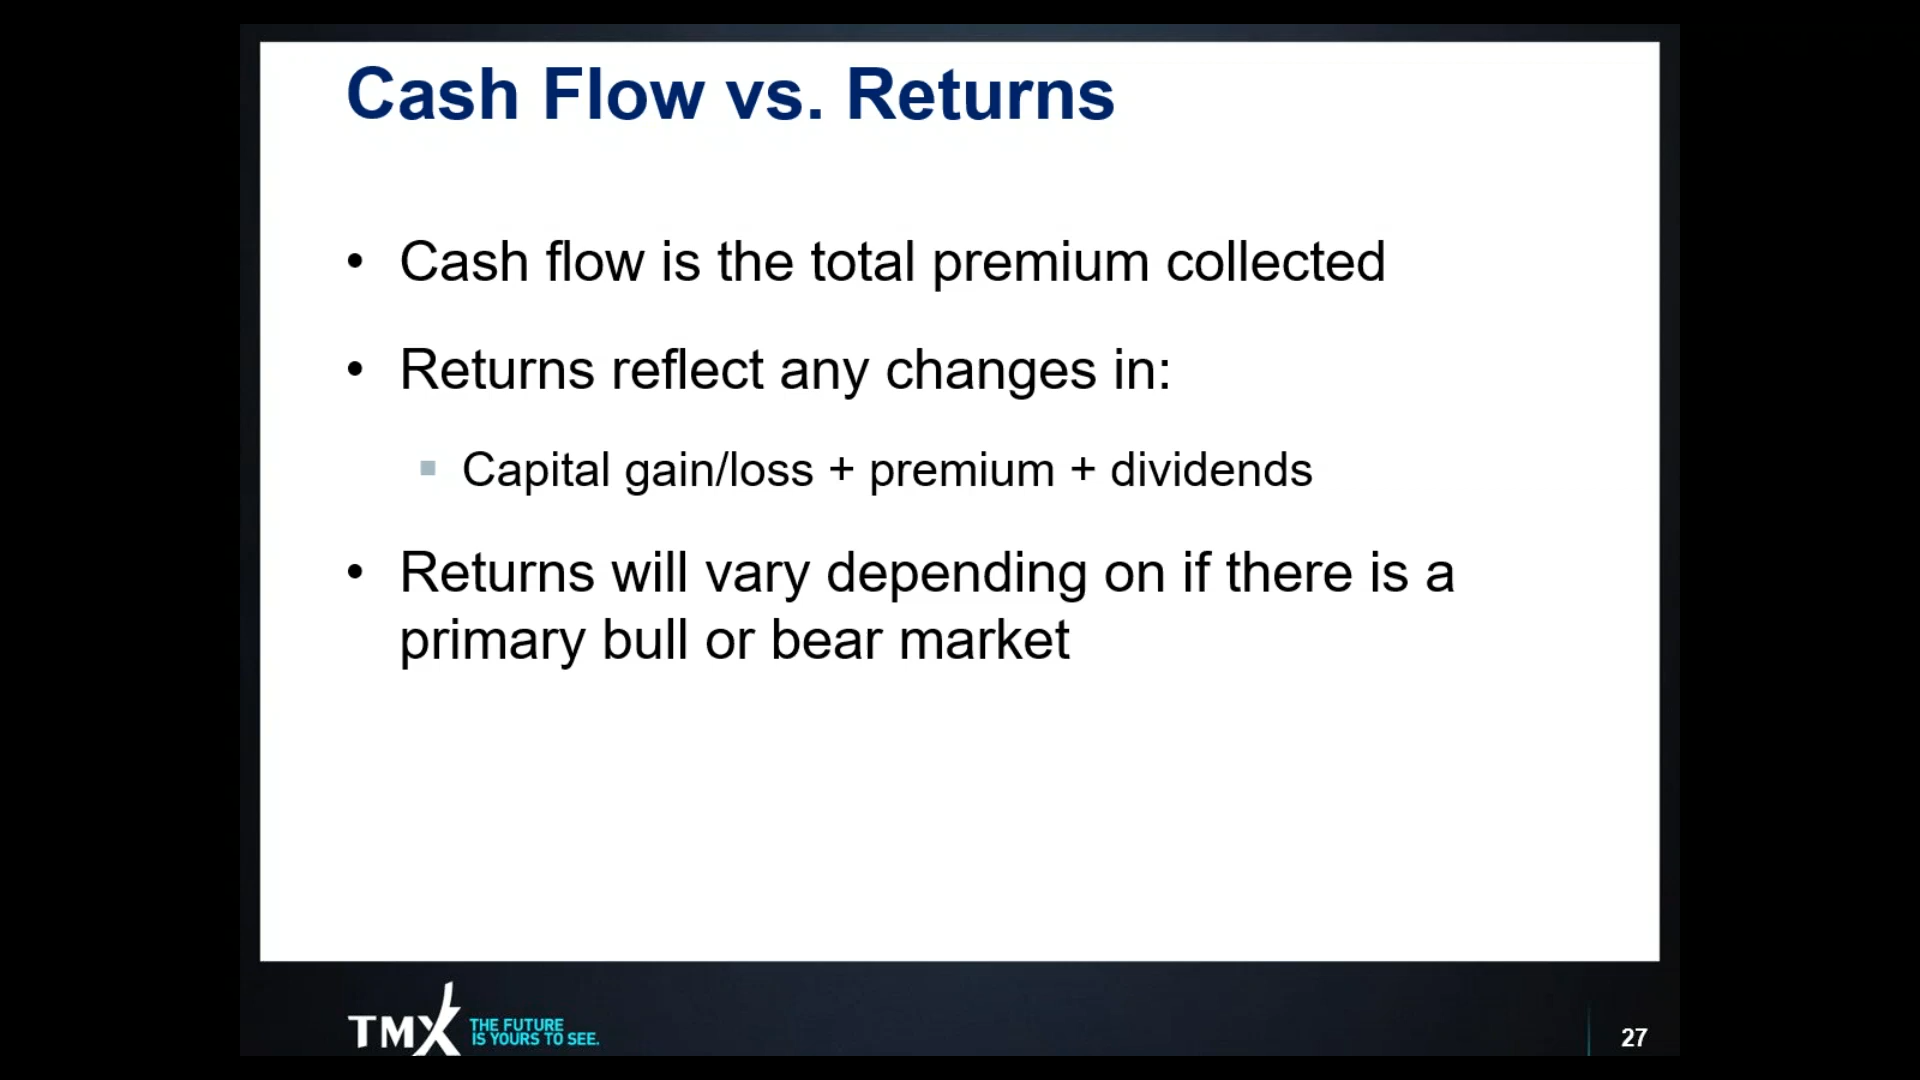 Cash Flow vs. Returns
• Cash flow is the total premium collected
• Returns reflect any changes in:
▪ Capital gain/loss + premium + dividends
• Returns will vary depending on if there is a
primary bull or bear market
TMX THE FUTURE
IS YOURS TO SEE.
27